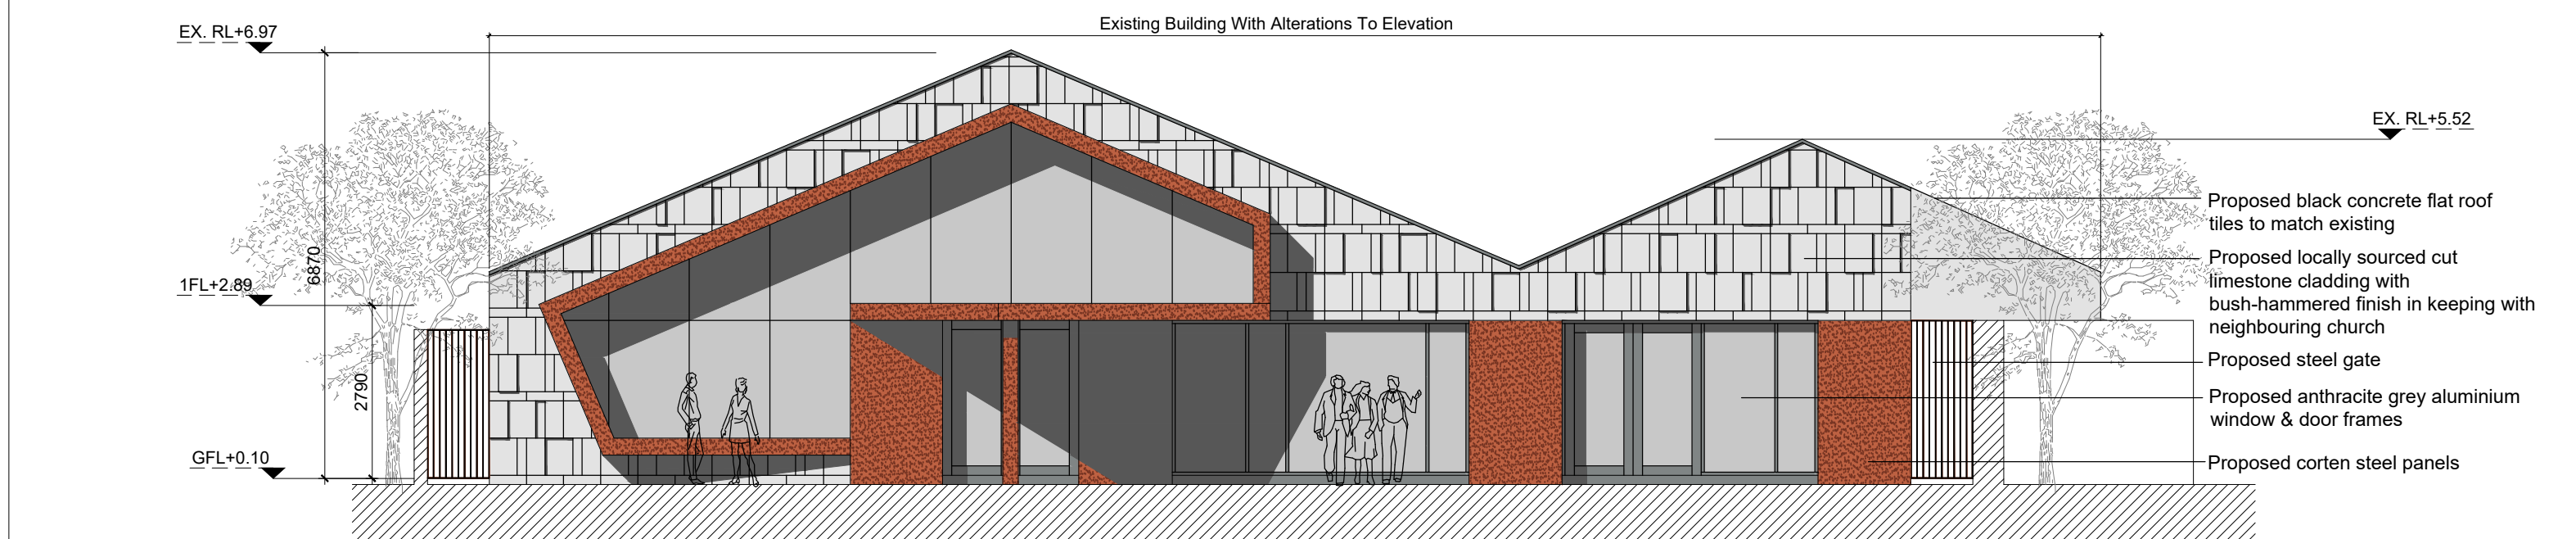 Existing Building With Alterations To Elevation
EX. RL+6.97
EX. RL+5.52
6870
1FL+2.89
2790
GFL+0.10
Proposed black concrete flat roof
tiles to match existing
Proposed locally sourced cut
limestone cladding with
bush-hammered finish in keeping with
neighbouring church
Proposed steel gate
Proposed anthracite grey aluminium
window & door frames
Proposed corten steel panels